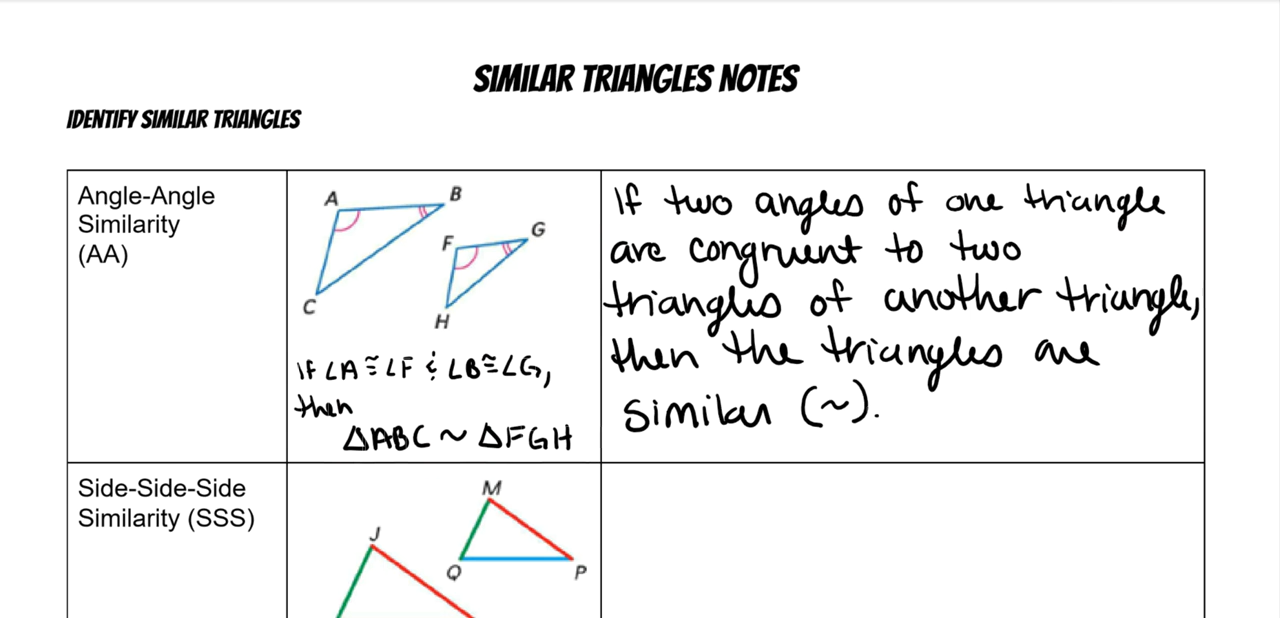 SIMILAR TRIANGLES NOTES
IDENTIFY SIMILAR TRIANGLES
Angle-Angle
Similarity
(AA)
A
B
F
G
C
H
If ∠A ≅ ∠F & ∠B ≅ ∠G,
then
△ABC ~ △FGH
If two angles of one triangle
are congruent to two
triangles of another triangle,
then the triangles are
similar (~).
Side-Side-Side
Similarity (SSS)
M
J
Q
P